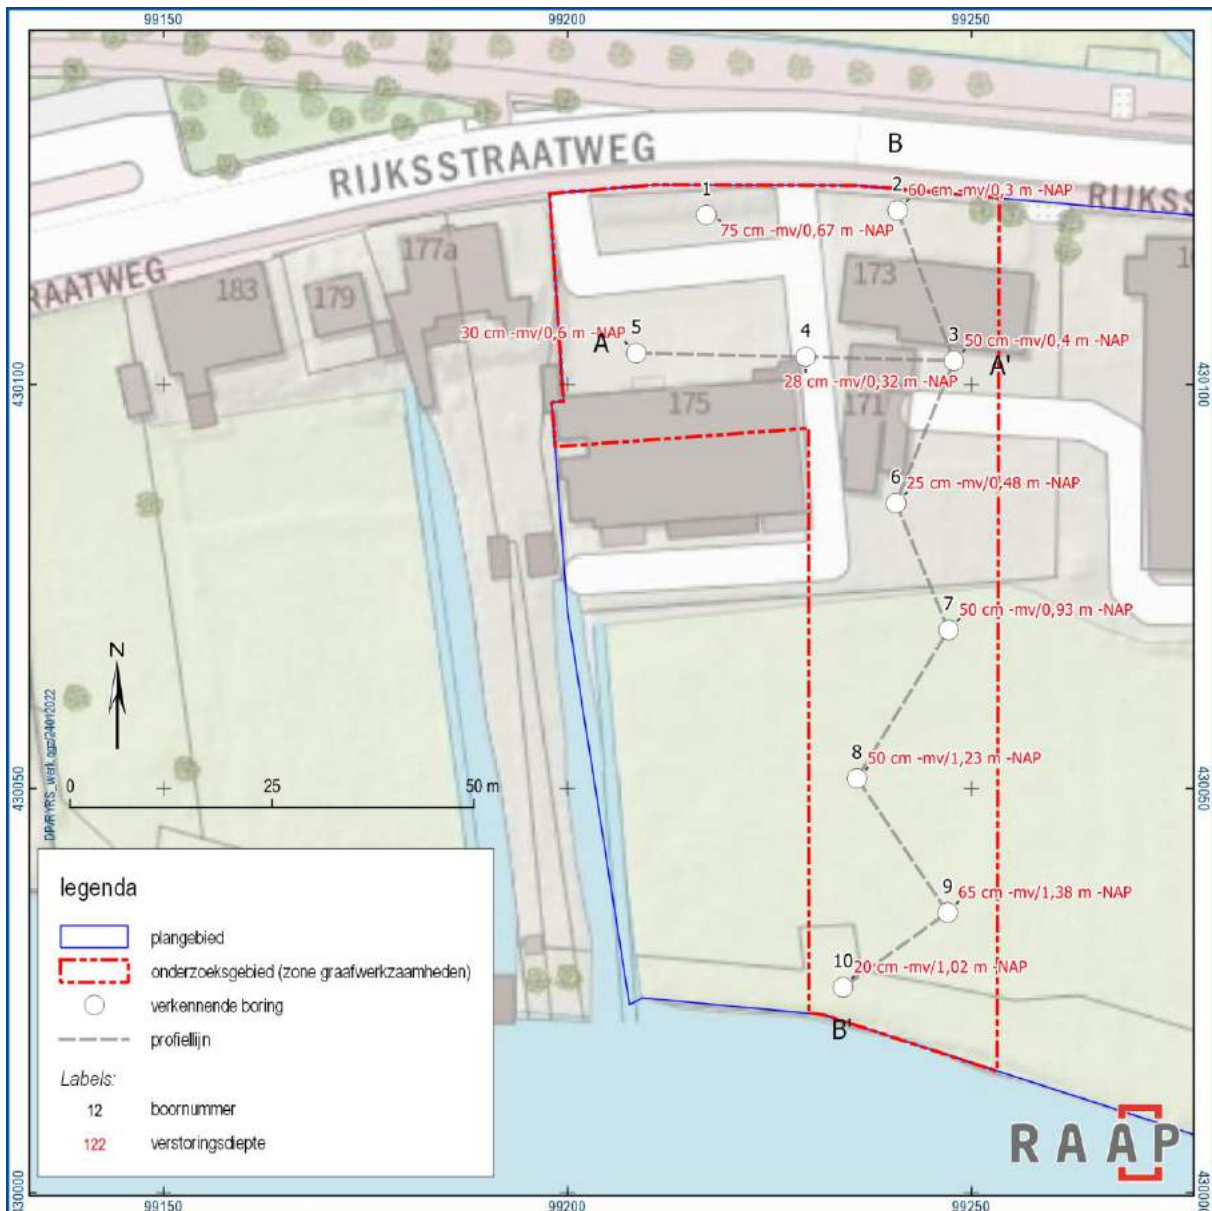 99150
99200
99250
RIJKSSTRAATWEG
B
1
2
60 cm -mv/0,3 m -NAP
RIJKSS
75 cm -mv/0,67 m -NAP
177a
183
179
173
RAATWEG
30 cm -mv/0,6 m -NAP
5
A
4
3
50 cm -mv/0,4 m -NAP
A'
28 cm -mv/0,32 m -NAP
430100
430100
175
171
6
25 cm -mv/0,48 m -NAP
7
50 cm -mv/0,93 m -NAP
N
8
50 cm -mv/1,23 m -NAP
0
25
50 m
430050
430050
9
65 cm -mv/1,38 m -NAP
10
20 cm -mv/1,02 m -NAP
B'
legenda
plangebied
onderzoeksgebied (zone graafwerkzaamheden)
verkennende boring
profiellijn
Labels:
12
boornummer
122
verstoringsdiepte
RAAP
430000
430000
99150
99200
99250